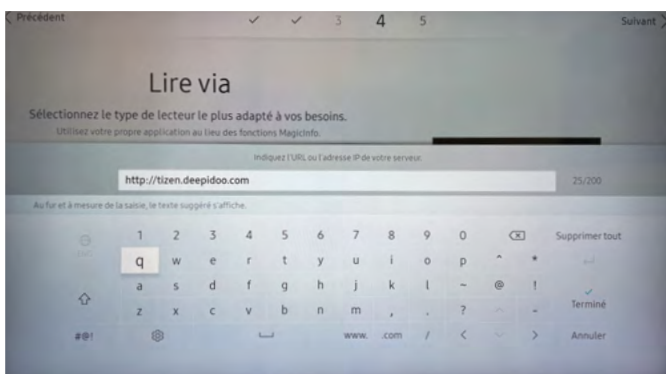 Précédent 3 4 5 Suivant
Lire via
Sélectionnez le type de lecteur le plus adapté à vos besoins.
Utilisez votre propre application au lieu des fonctions MagicInfo.
Indiquez l'URL ou l'adresse IP de votre serveur.
http://tizen.deepidoo.com 25/200
Au fur et à mesure de la saisie, le texte suggéré s'affiche.
1 2 3 4 5 6 7 8 9 0 Supprimer tout
q w e r t y u i o p ^ *
a s d f g h j k l ~ @ !
z x c v b n m , . ? - Terminé
#@! www. .com / < > Annuler